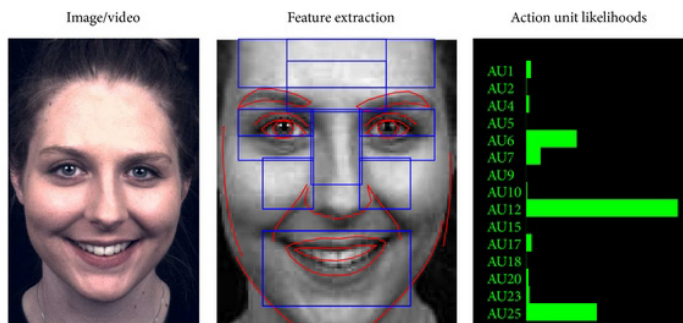 Image/video
Feature extraction
Action unit likelihoods
AU1
AU2
AU4
AU5
AU6
AU7
AU9
AU10
AU12
AU15
AU17
AU18
AU20
AU23
AU25